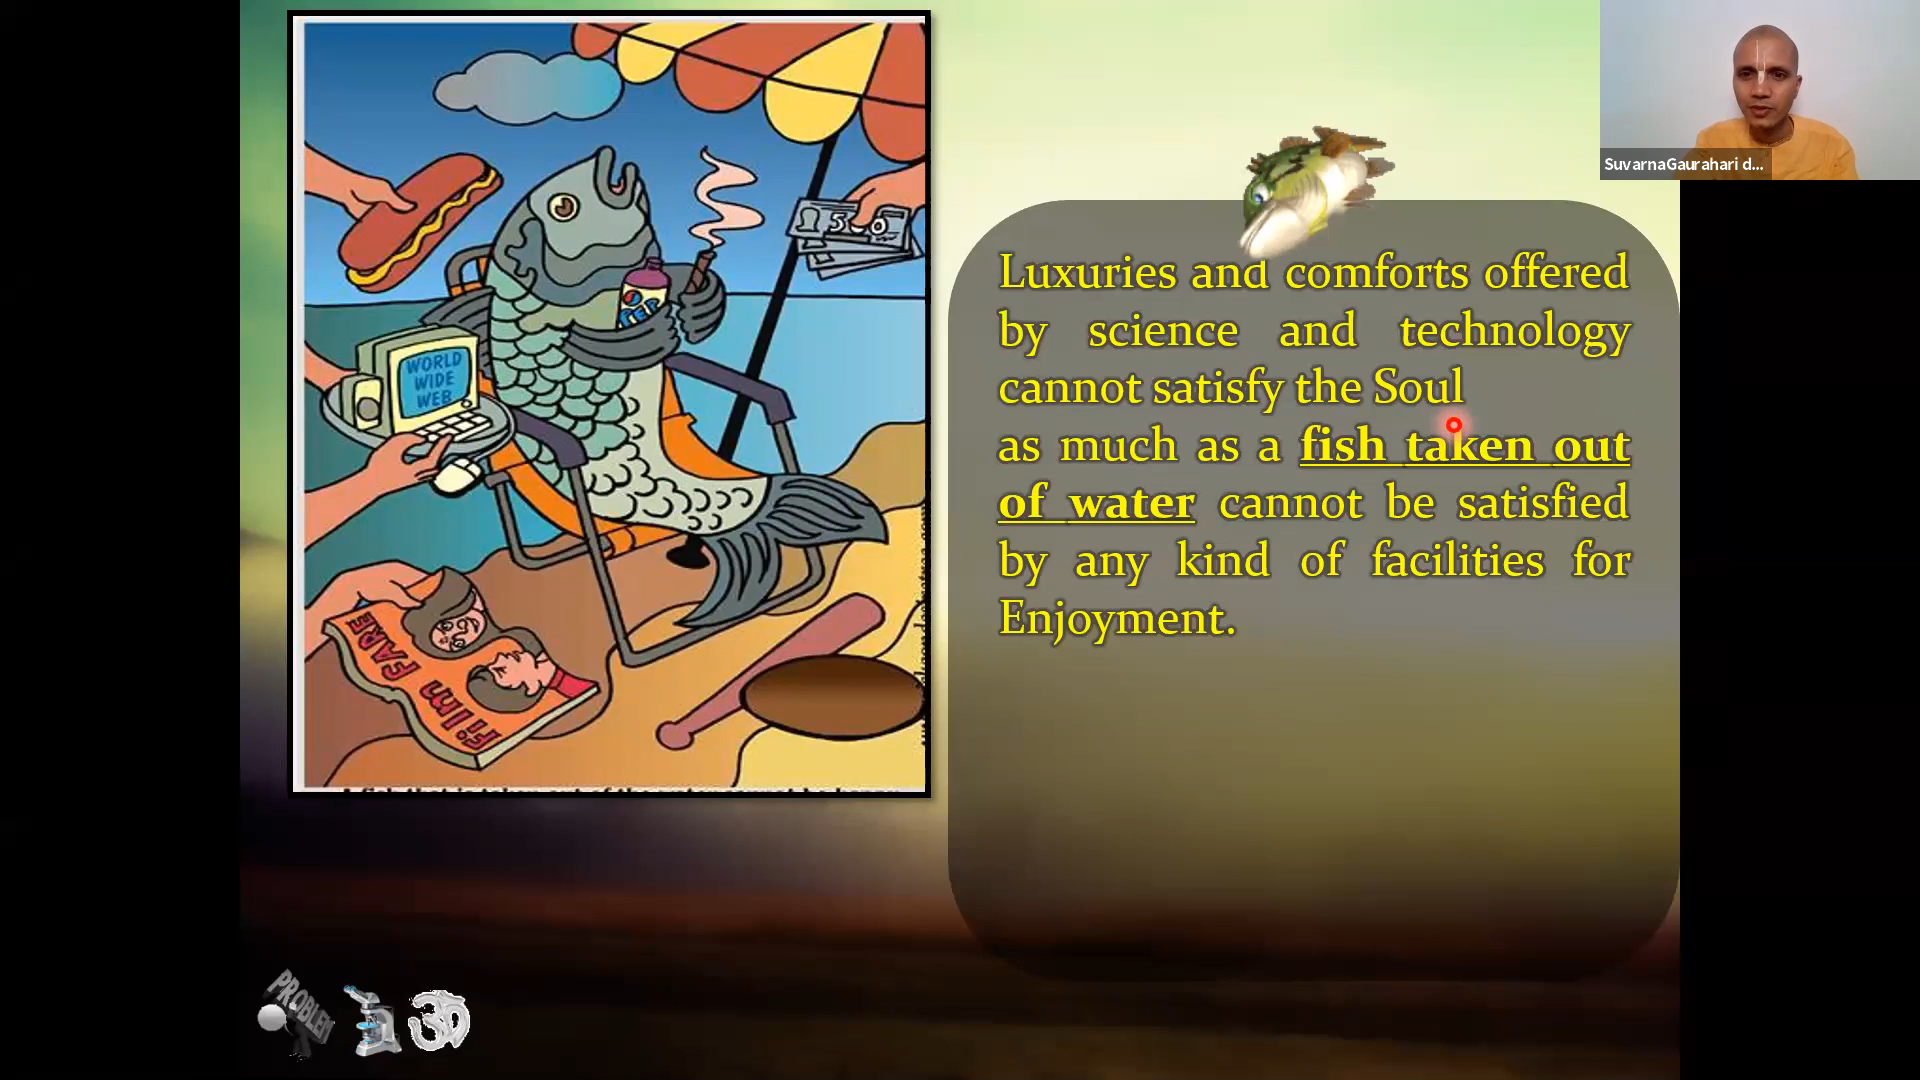 SuvarnaGaurahari d...
500
WORLD
WIDE
WEB
Film FARE
Luxuries and comforts offered
by science and technology
cannot satisfy the Soul
as much as a fish taken out
of water cannot be satisfied
by any kind of facilities for
Enjoyment.
PROBLEM
ॐ